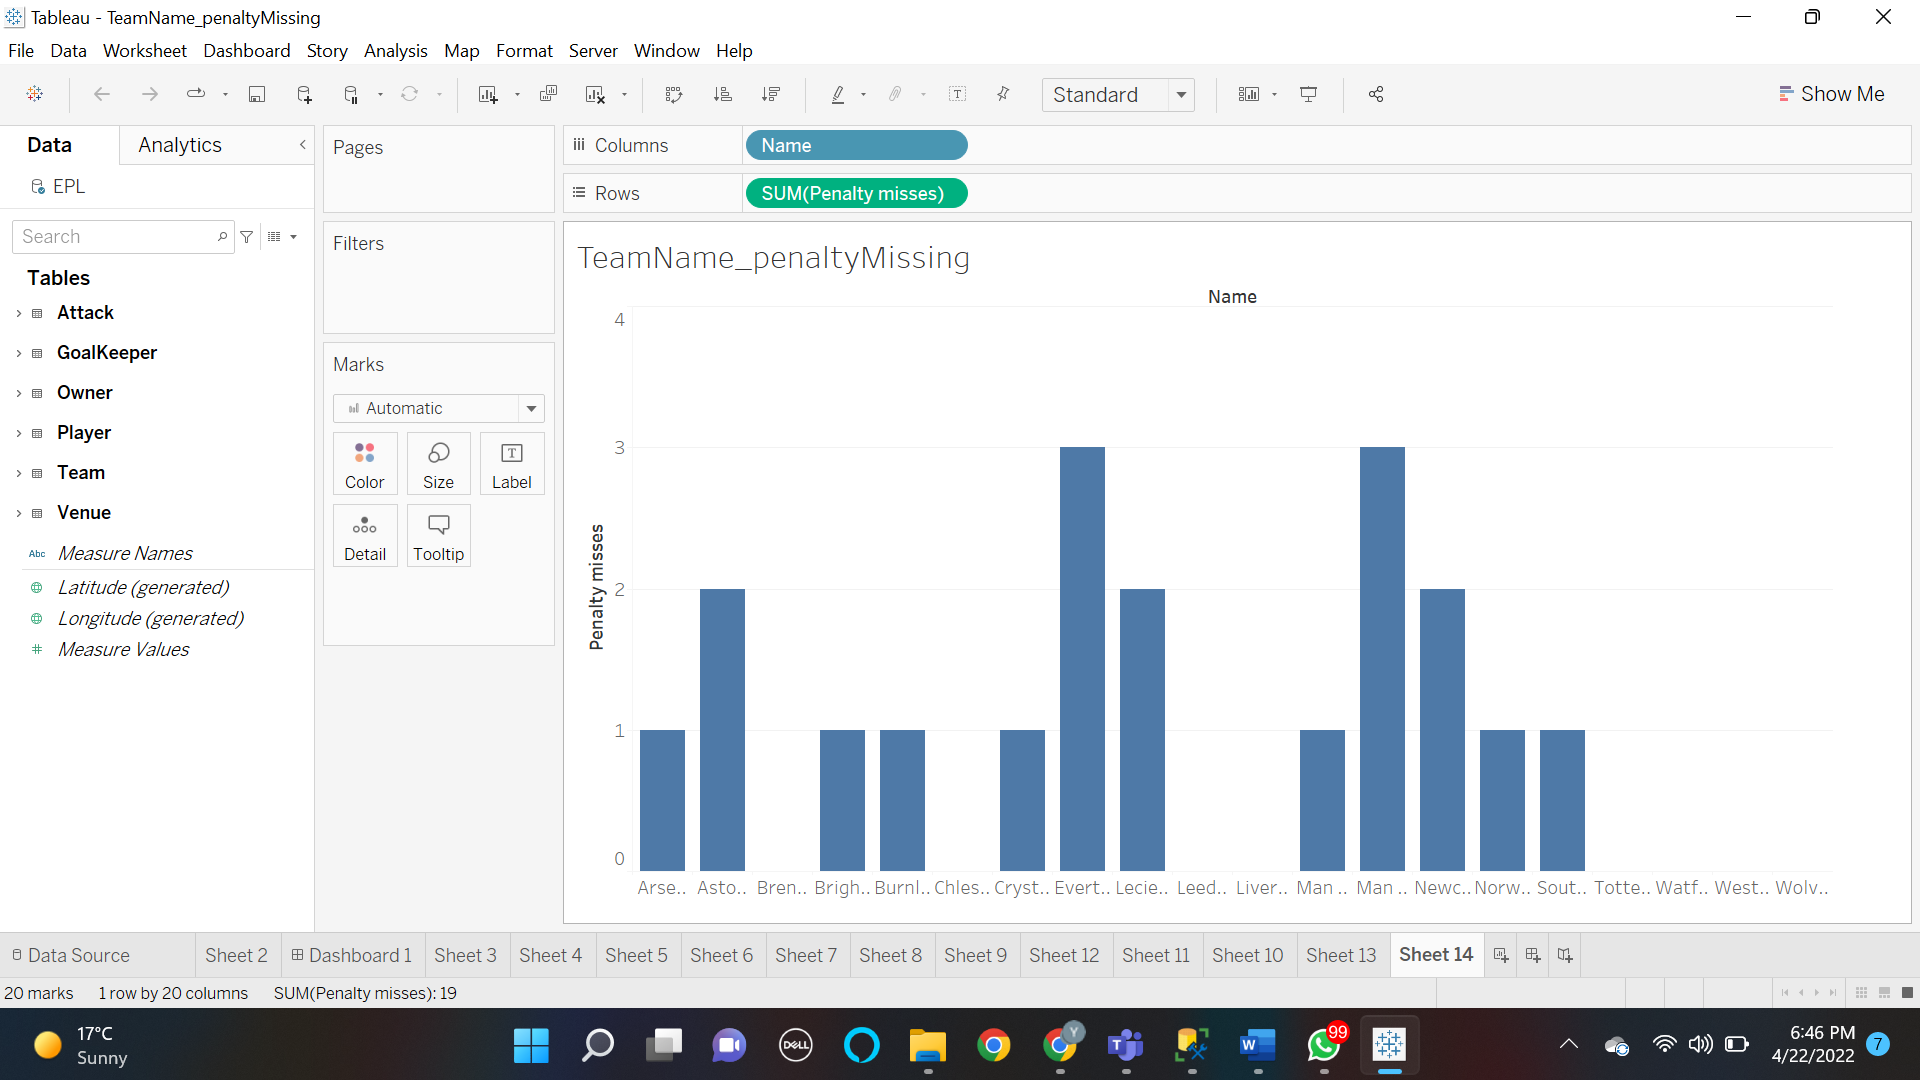 Tableau - TeamName_penaltyMissing
File Data Worksheet Dashboard Story Analysis Map Format Server Window Help
Standard
Show Me
Data
Analytics
EPL
Search
Tables
Attack
GoalKeeper
Owner
Player
Team
Venue
Abc Measure Names
Latitude (generated)
Longitude (generated)
# Measure Values
Pages
Filters
Marks
Automatic
Color Size Label
T
Detail Tooltip
Columns Name
Rows SUM(Penalty misses)
TeamName_penaltyMissing
Name
Penalty misses
4
3
2
1
0
Arse.. Asto.. Bren.. Brigh.. Burnl.. Chles.. Cryst.. Evert.. Lecie.. Leed.. Liver.. Man .. Man .. Newc.. Norw.. Sout.. Totte.. Watf.. West.. Wolv..
Data Source Sheet 2 Dashboard 1 Sheet 3 Sheet 4 Sheet 5 Sheet 6 Sheet 7 Sheet 8 Sheet 9 Sheet 12 Sheet 11 Sheet 10 Sheet 13 Sheet 14
20 marks 1 row by 20 columns SUM(Penalty misses): 19
17°C
Sunny
DELL
Y
T
W
99
6:46 PM
4/22/2022
7